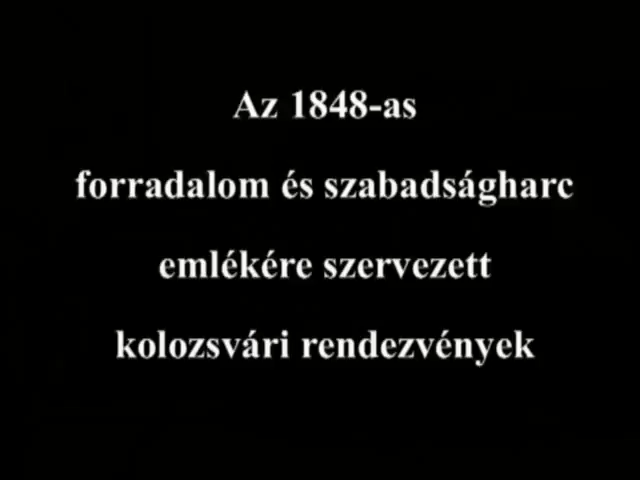 Az 1848-as
forradalom és szabadságharc
emlékére szervezett
kolozsvári rendezvények